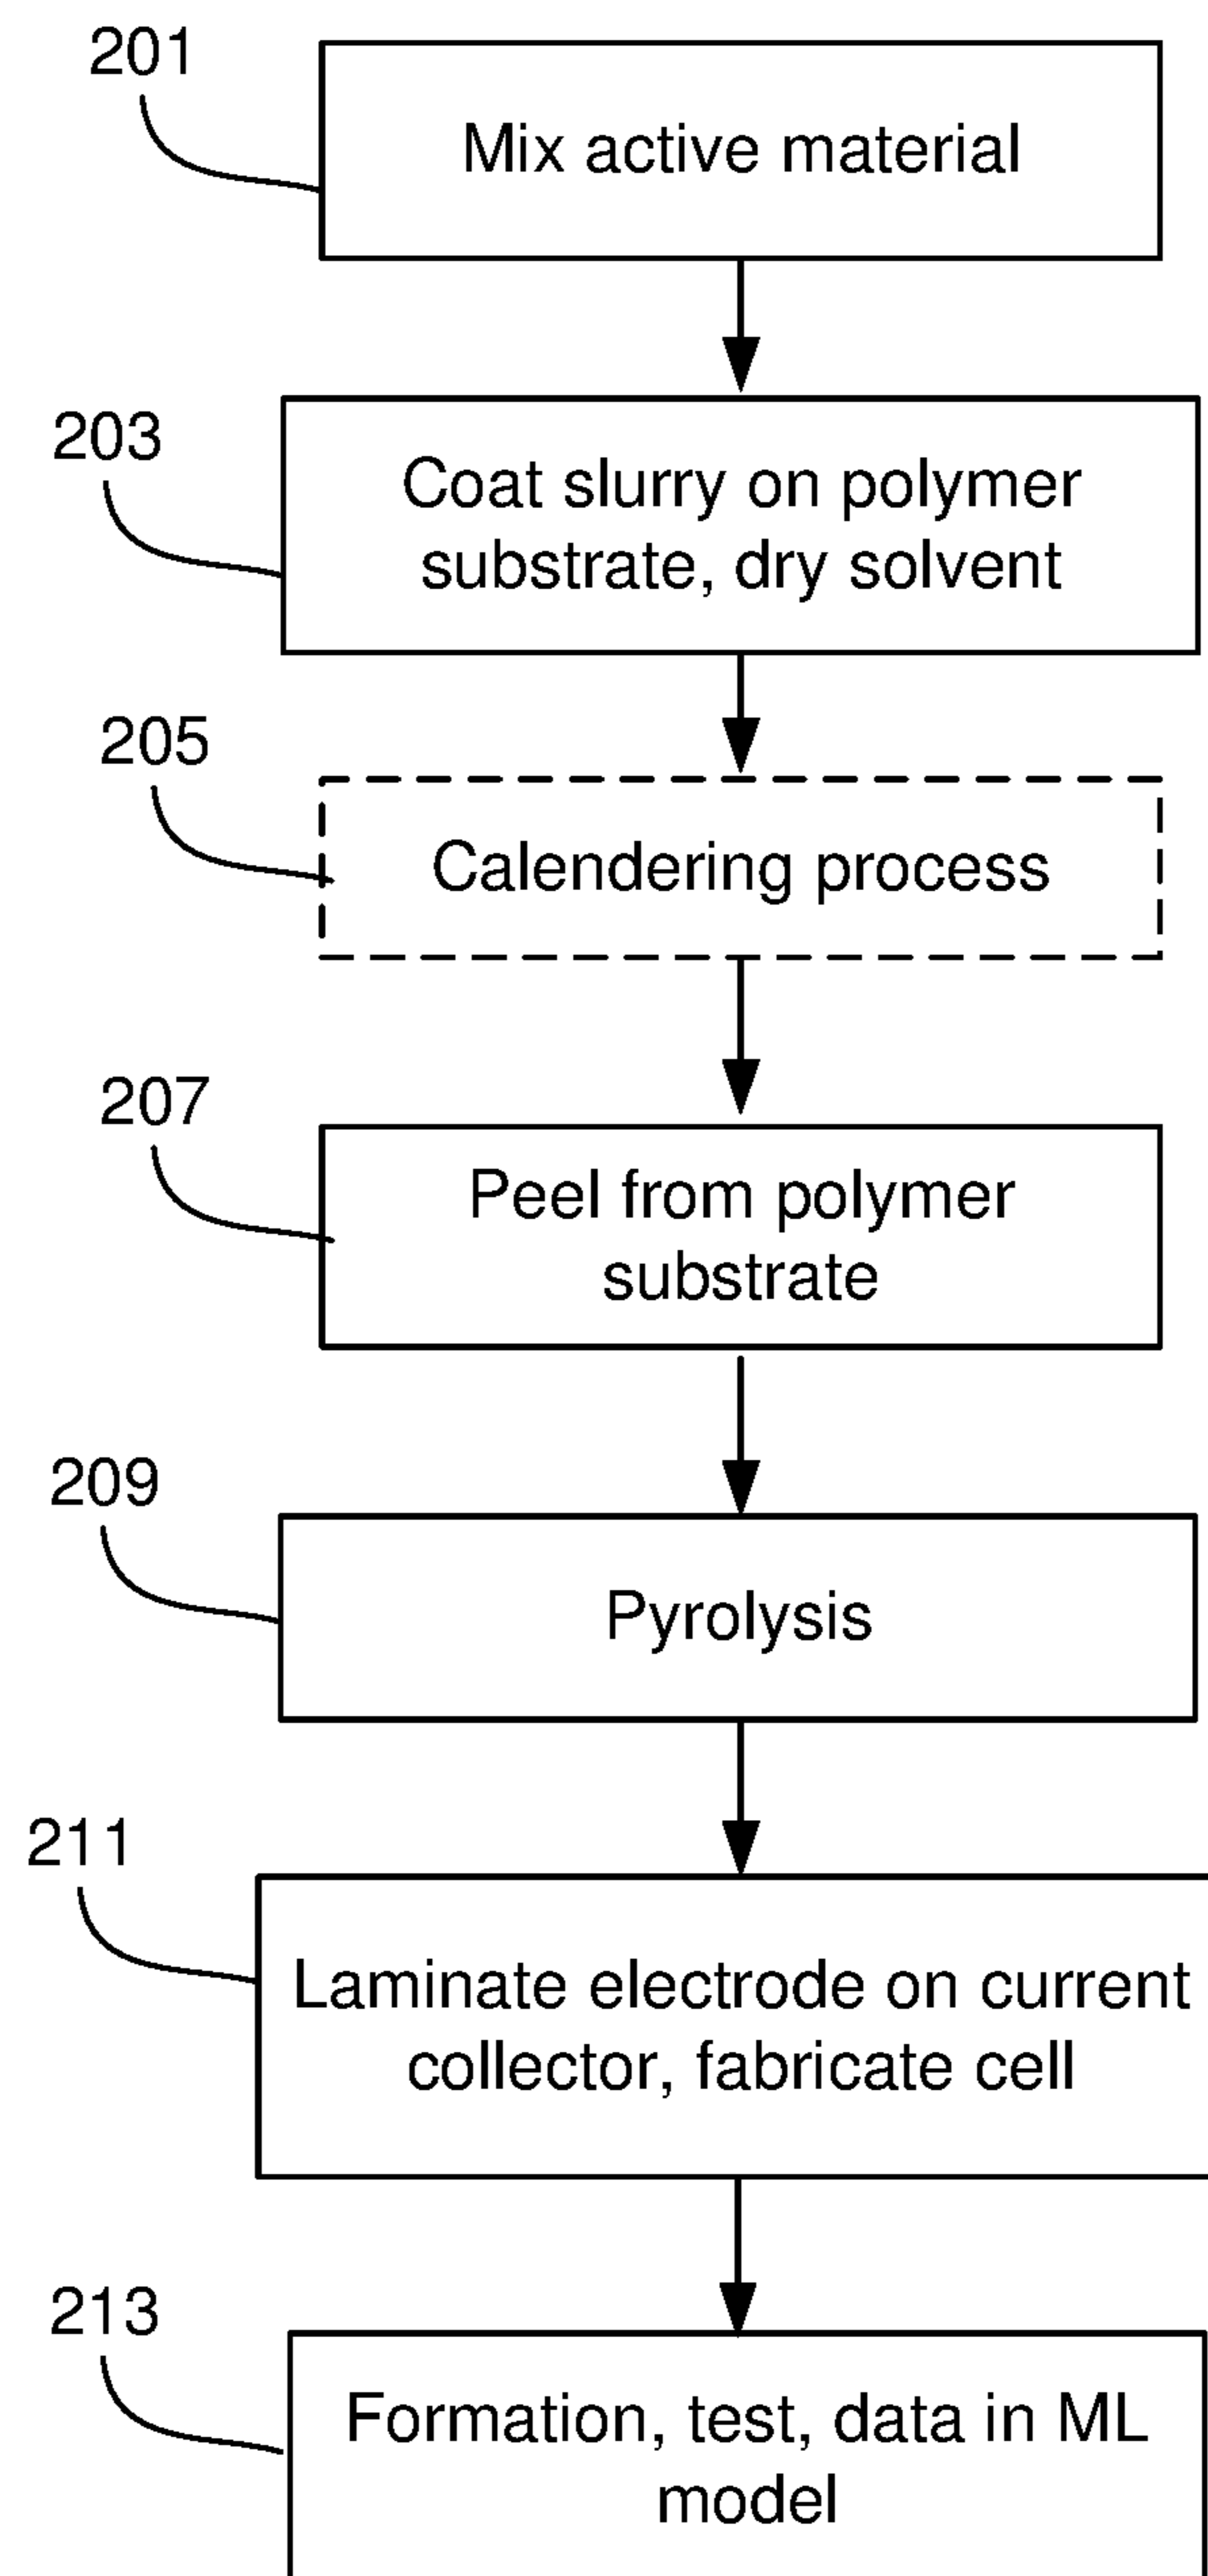 201
Mix active material
203
Coat slurry on polymer
substrate, dry solvent
205
Calendering process
207
Peel from polymer
substrate
209
Pyrolysis
211
Laminate electrode on current
collector, fabricate cell
213
Formation, test, data in ML
model